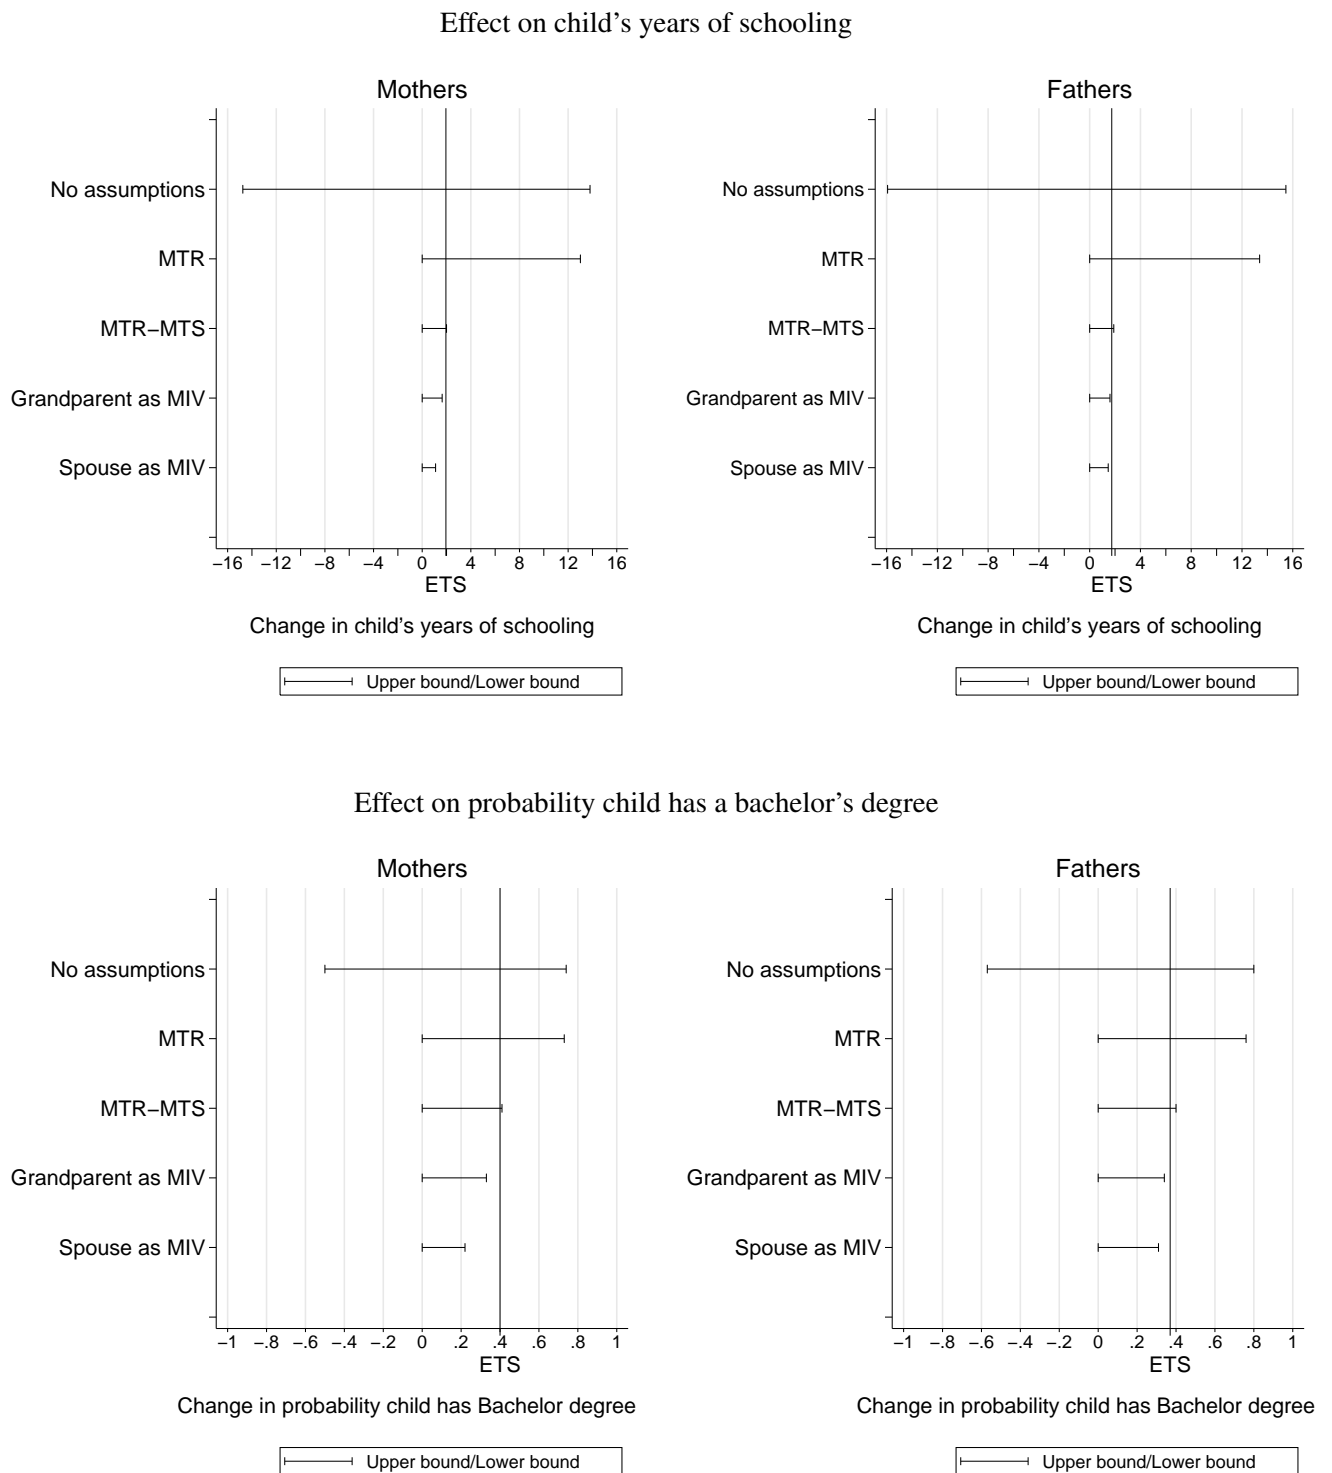 Effect on child's years of schooling
Mothers
No assumptions
MTR
MTR−MTS
Grandparent as MIV
Spouse as MIV
−16 −12 −8 −4 0 4 8 12 16
ETS
Change in child's years of schooling
Upper bound/Lower bound
Fathers
No assumptions
MTR
MTR−MTS
Grandparent as MIV
Spouse as MIV
−16 −12 −8 −4 0 4 8 12 16
ETS
Change in child's years of schooling
Upper bound/Lower bound
Effect on probability child has a bachelor's degree
Mothers
No assumptions
MTR
MTR−MTS
Grandparent as MIV
Spouse as MIV
−1 −.8 −.6 −.4 −.2 0 .2 .4 .6 .8 1
ETS
Change in probability child has Bachelor degree
Upper bound/Lower bound
Fathers
No assumptions
MTR
MTR−MTS
Grandparent as MIV
Spouse as MIV
−1 −.8 −.6 −.4 −.2 0 .2 .4 .6 .8 1
ETS
Change in probability child has Bachelor degree
Upper bound/Lower bound